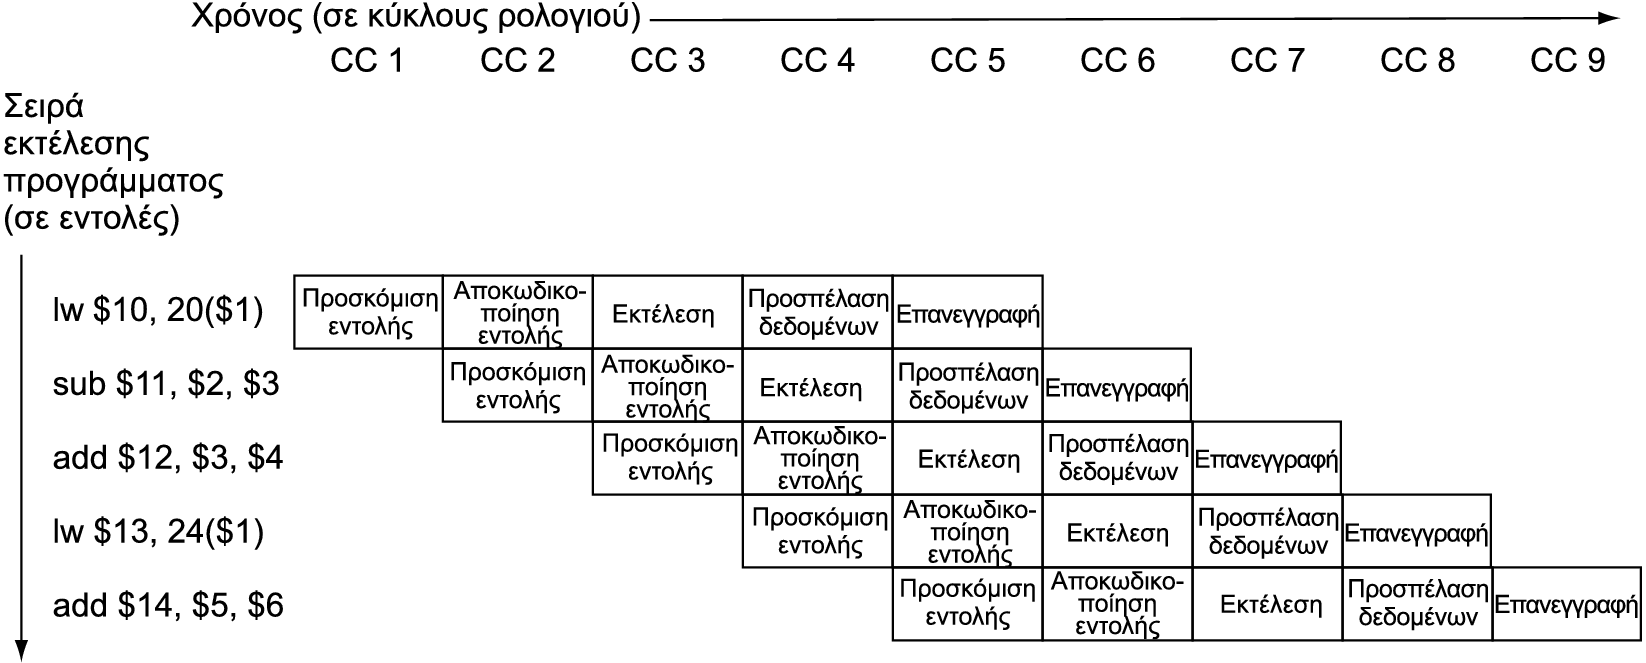 Χρόνος (σε κύκλους ρολογιού)
CC 1 CC 2 CC 3 CC 4 CC 5 CC 6 CC 7 CC 8 CC 9
Σειρά
εκτέλεσης
προγράμματος
(σε εντολές)
lw $10, 20($1)
Προσκόμιση
εντολής
Αποκωδικο-
ποίηση
εντολής
Εκτέλεση
Προσπέλαση
δεδομένων
Επανεγγραφή
sub $11, $2, $3
Προσκόμιση
εντολής
Αποκωδικο-
ποίηση
εντολής
Εκτέλεση
Προσπέλαση
δεδομένων
Επανεγγραφή
add $12, $3, $4
Προσκόμιση
εντολής
Αποκωδικο-
ποίηση
εντολής
Εκτέλεση
Προσπέλαση
δεδομένων
Επανεγγραφή
lw $13, 24($1)
Προσκόμιση
εντολής
Αποκωδικο-
ποίηση
εντολής
Εκτέλεση
Προσπέλαση
δεδομένων
Επανεγγραφή
add $14, $5, $6
Προσκόμιση
εντολής
Αποκωδικο-
ποίηση
εντολής
Εκτέλεση
Προσπέλαση
δεδομένων
Επανεγγραφή